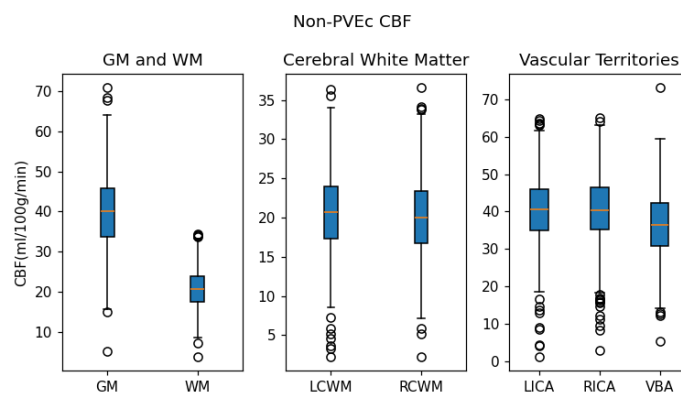 Non-PVEc CBF
GM and WM
Cerebral White Matter
Vascular Territories
CBF(ml/100g/min)
70
60
50
40
30
20
10
GM WM
35
30
25
20
15
10
5
LCWM RCWM
70
60
50
40
30
20
10
0
LICA RICA VBA